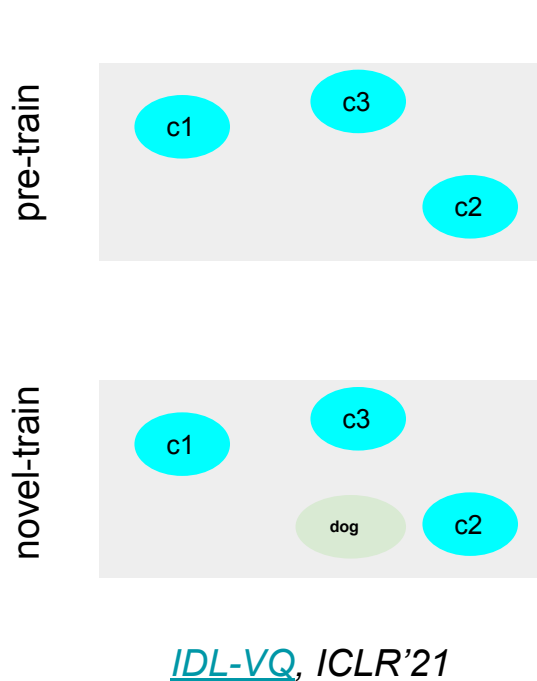 pre-train
c1
c3
c2
novel-train
c1
c3
dog
c2
IDL-VQ, ICLR'21